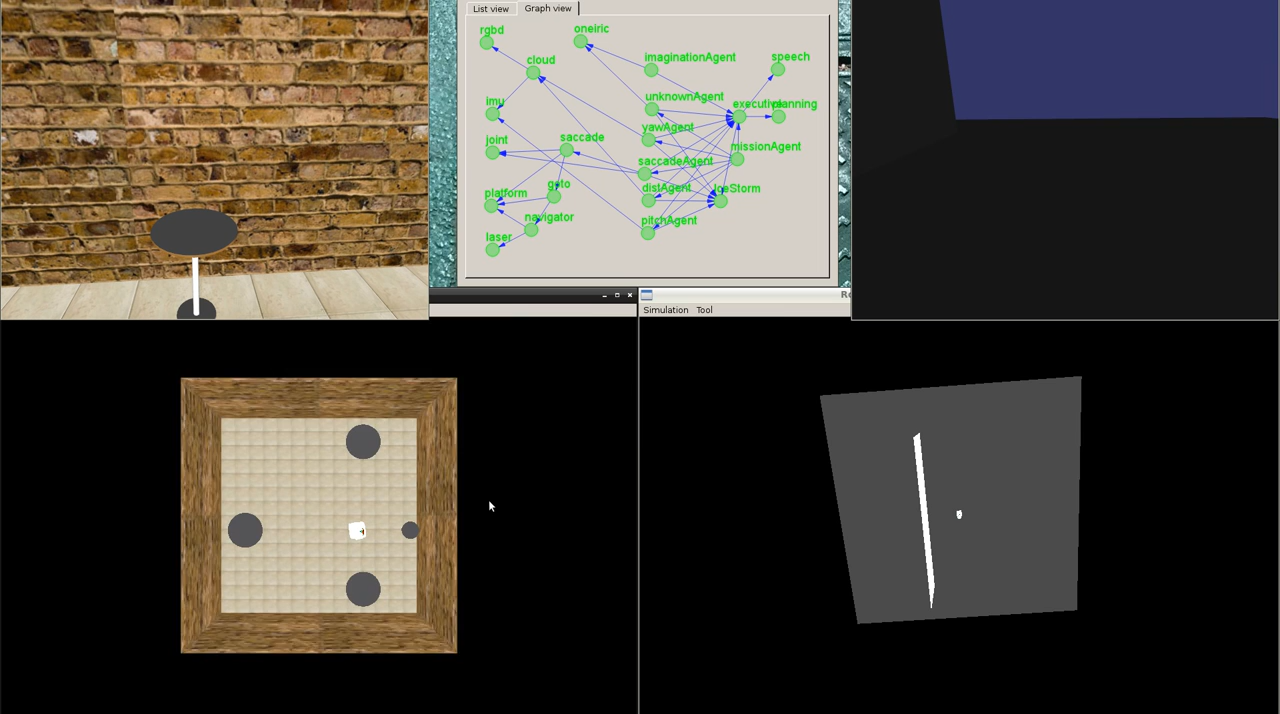 List view
Graph view
rgbd
oneiric
cloud
imaginationAgent
speech
imu
unknownAgent
executive
planning
joint
saccade
yawAgent
missionAgent
saccadeAgent
platform
goto
distAgent
IceStorm
navigator
pitchAgent
laser
Simulation Tool